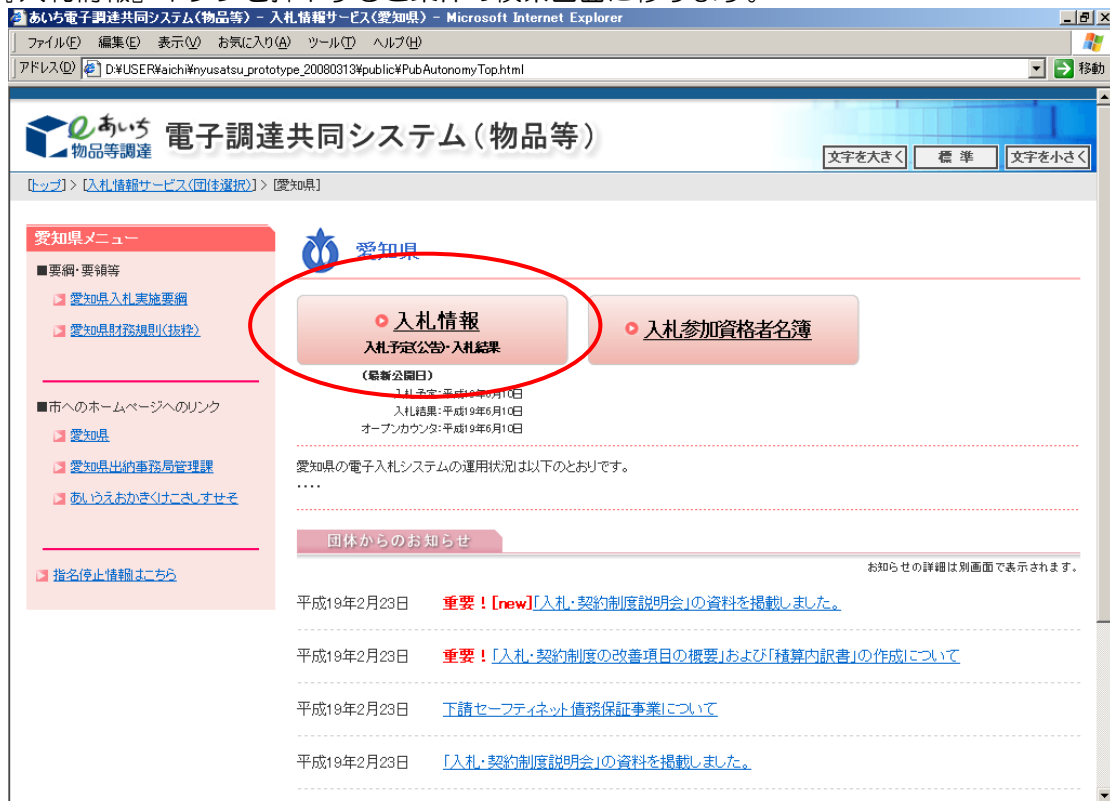 あいち電子調達共同システム(物品等) - 入札情報サービス(愛知県) - Microsoft Internet Explorer
ファイル(F) 編集(E) 表示(V) お気に入り(A) ツール(T) ヘルプ(H)
アドレス(D) D:¥USER¥aichi¥nyusatsu_prototype_20080313¥public¥PubAutonomyTop.html 移動
あいち
物品等調達
電子調達共同システム(物品等)
文字を大きく 標準 文字を小さく
[トップ] > [入札情報サービス(団体選択)] > [愛知県]
愛知県メニュー
■要綱・要領等
愛知県入札実施要綱
愛知県財務規則(抜粋)
■市へのホームページへのリンク
愛知県
愛知県出納事務局管理課
あいうえおかきくけこさしすせそ
指名停止情報はこちら
愛知県
入札情報
入札予定(公告)・入札結果
入札参加資格者名簿
(最新公開日)
入札予定:平成19年6月10日
入札結果:平成19年6月10日
オープンカウンタ:平成19年6月10日
愛知県の電子入札システムの運用状況は以下のとおりです。
・・・・
団体からのお知らせ
お知らせの詳細は別画面で表示されます。
平成19年2月23日 重要![new]「入札・契約制度説明会」の資料を掲載しました。
平成19年2月23日 重要!「入札・契約制度の改善項目の概要」および「積算内訳書」の作成について
平成19年2月23日 下請セーフティネット債務保証事業について
平成19年2月23日 「入札・契約制度説明会」の資料を掲載しました。